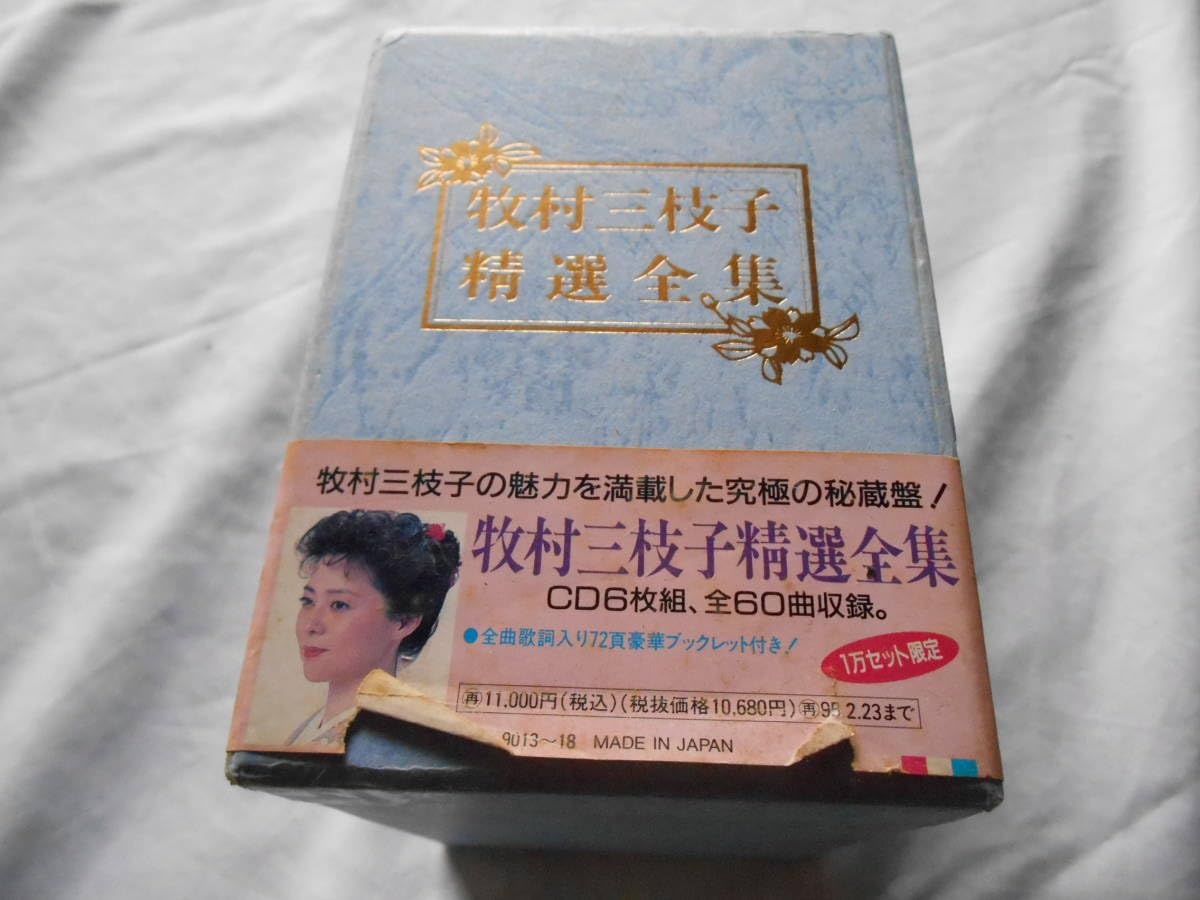 牧村三枝子
精選全集
牧村三枝子の魅力を満載した究極の秘蔵盤!
牧村三枝子精選全集
CD6枚組、全60曲収録。
●全曲歌詞入り72頁豪華ブックレット付き!
1万セット限定
再11,000円(税込)(税抜価格10,680円)再 2.23まで
9013〜18 MADE IN JAPAN